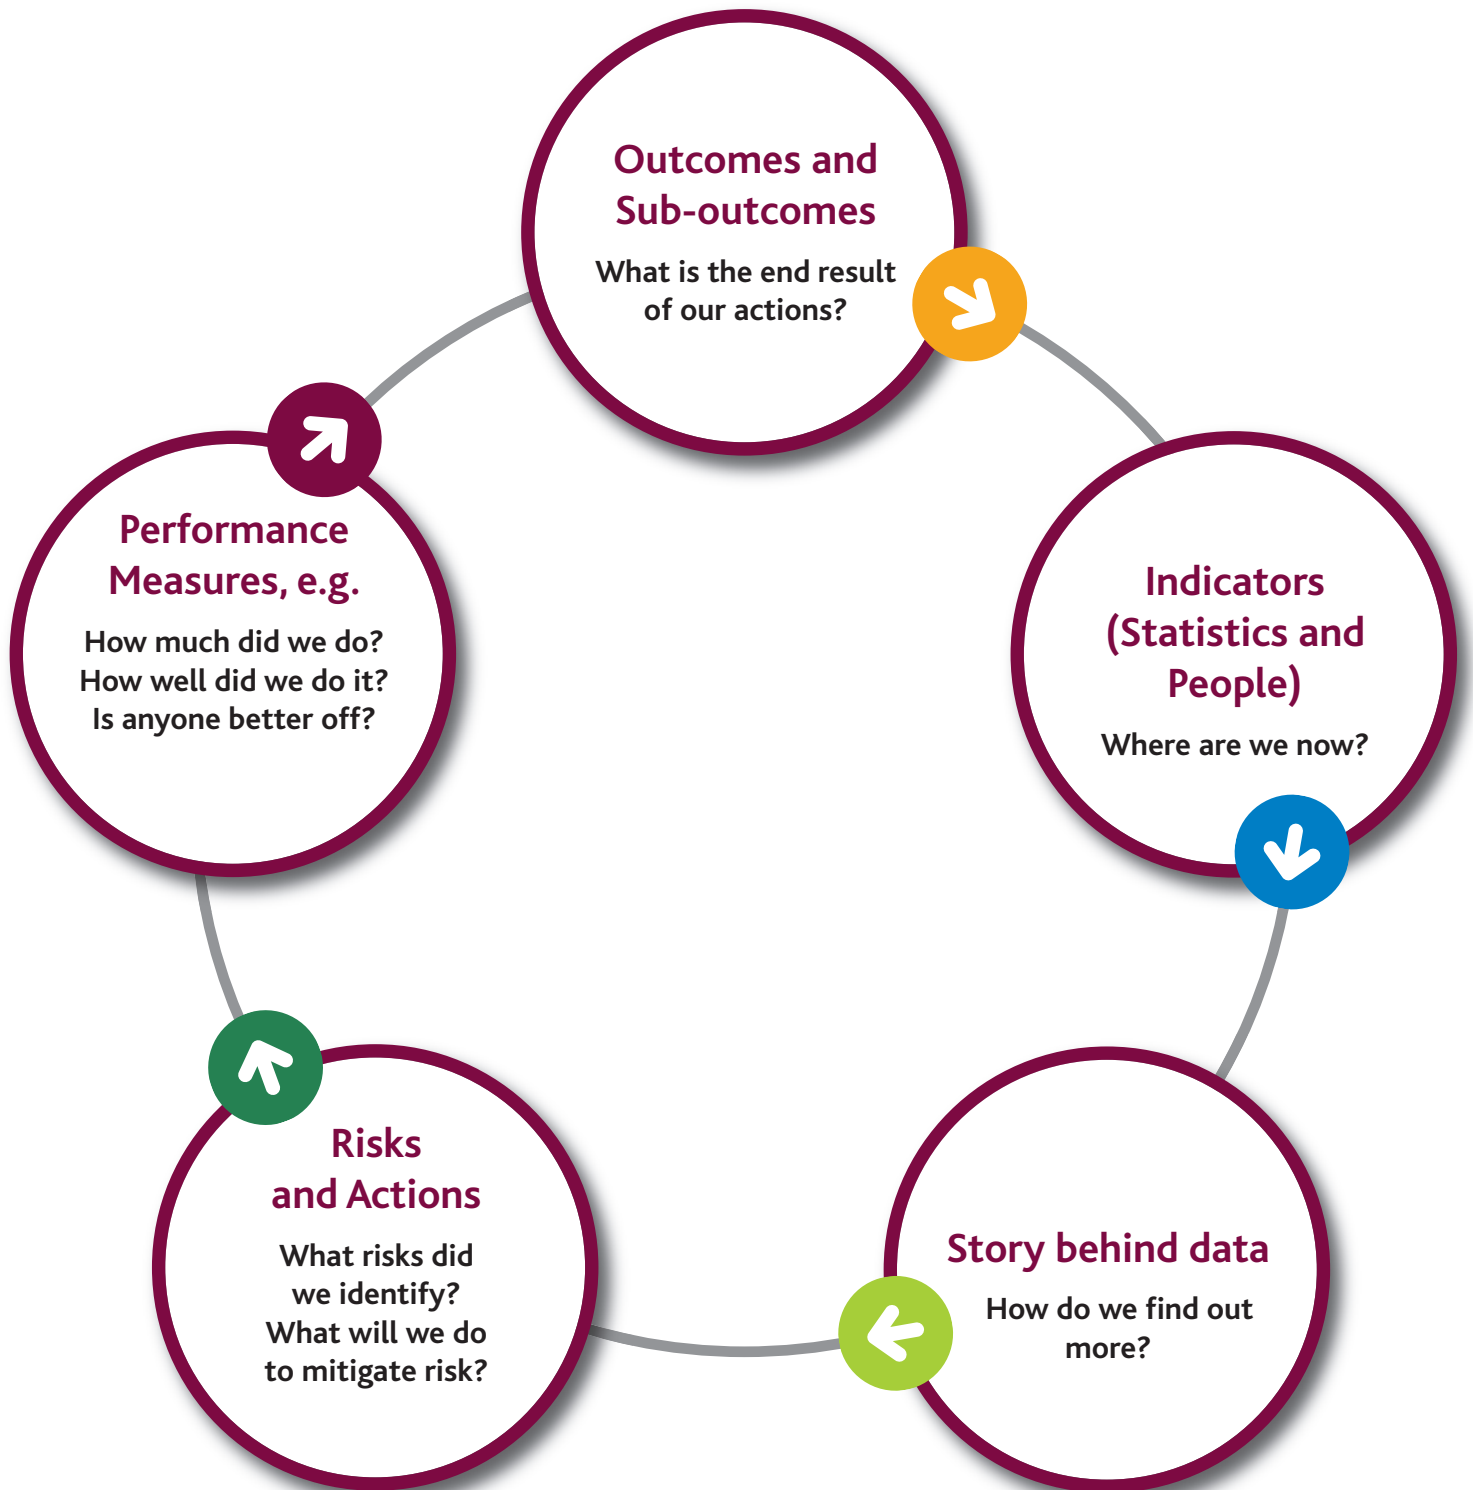 Outcomes and
Sub-outcomes
What is the end result
of our actions?
Indicators
(Statistics and
People)
Where are we now?
Story behind data
How do we find out
more?
Risks
and Actions
What risks did
we identify?
What will we do
to mitigate risk?
Performance
Measures, e.g.
How much did we do?
How well did we do it?
Is anyone better off?